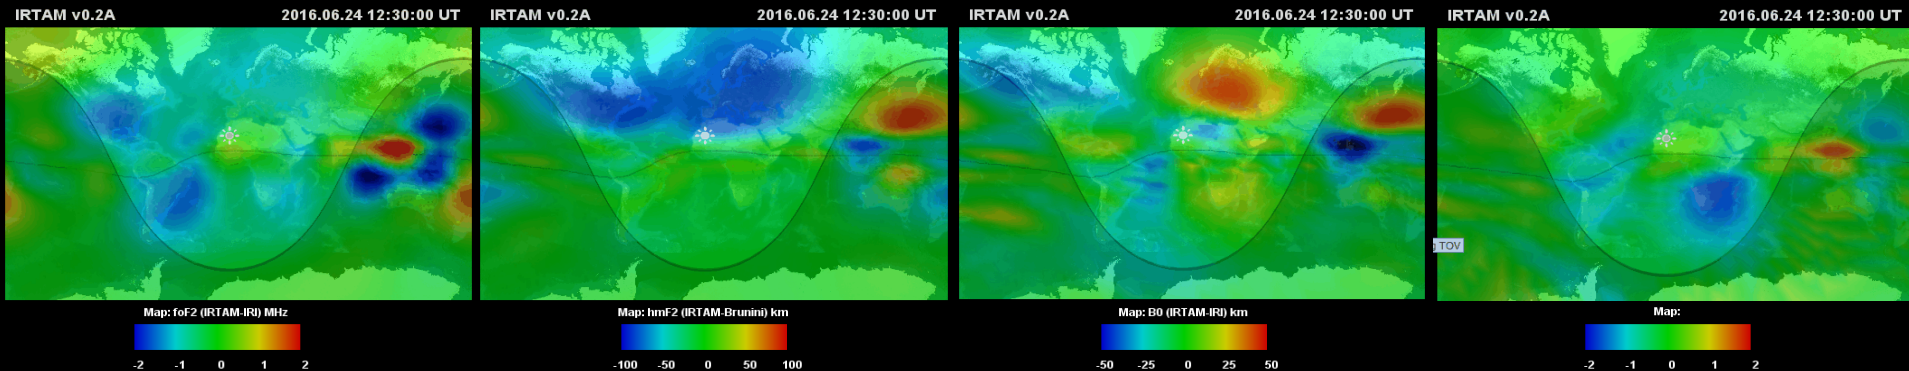 IRTAM v0.2A 2016.06.24 12:30:00 UT
Map: foF2 (IRTAM-IRI) MHz
-2 -1 0 1 2
IRTAM v0.2A 2016.06.24 12:30:00 UT
Map: hmF2 (IRTAM-Brunini) km
-100 -50 0 50 100
IRTAM v0.2A 2016.06.24 12:30:00 UT
Map: B0 (IRTAM-IRI) km
-50 -25 0 25 50
IRTAM v0.2A 2016.06.24 12:30:00 UT
TOV
Map:
-2 -1 0 1 2